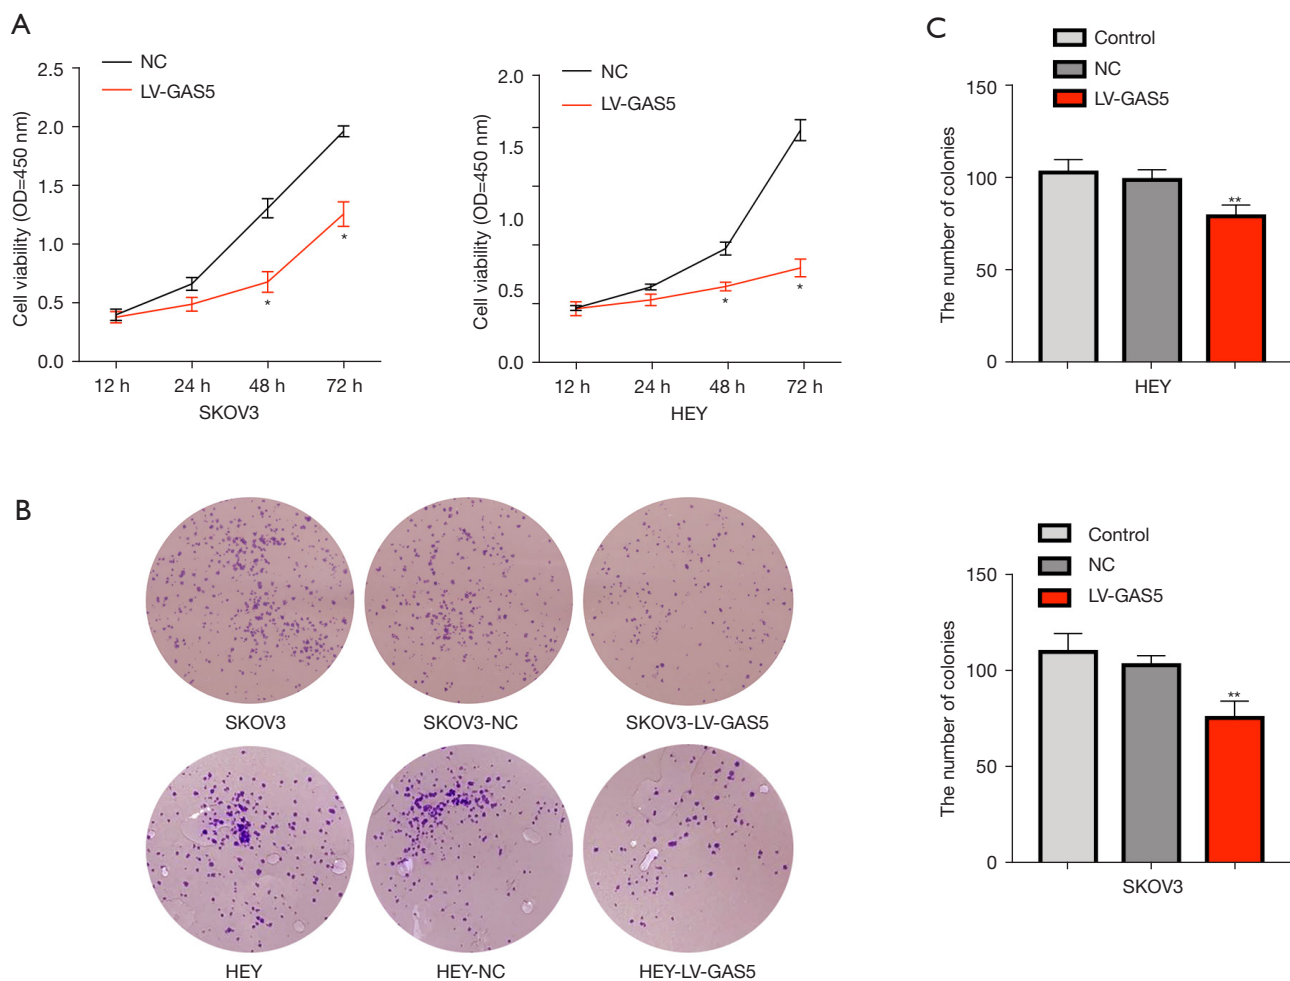 A
NC
LV-GAS5
Cell viability (OD=450 nm)
2.5
2.0
1.5
1.0
0.5
0.0
12 h 24 h 48 h 72 h
* *
SKOV3
NC
LV-GAS5
Cell viability (OD=450 nm)
2.0
1.5
1.0
0.5
0.0
12 h 24 h 48 h 72 h
* *
HEY
B
SKOV3 SKOV3-NC SKOV3-LV-GAS5
HEY HEY-NC HEY-LV-GAS5
C
Control
NC
LV-GAS5
The number of colonies
150
100
50
0
**
HEY
Control
NC
LV-GAS5
The number of colonies
150
100
50
0
**
SKOV3